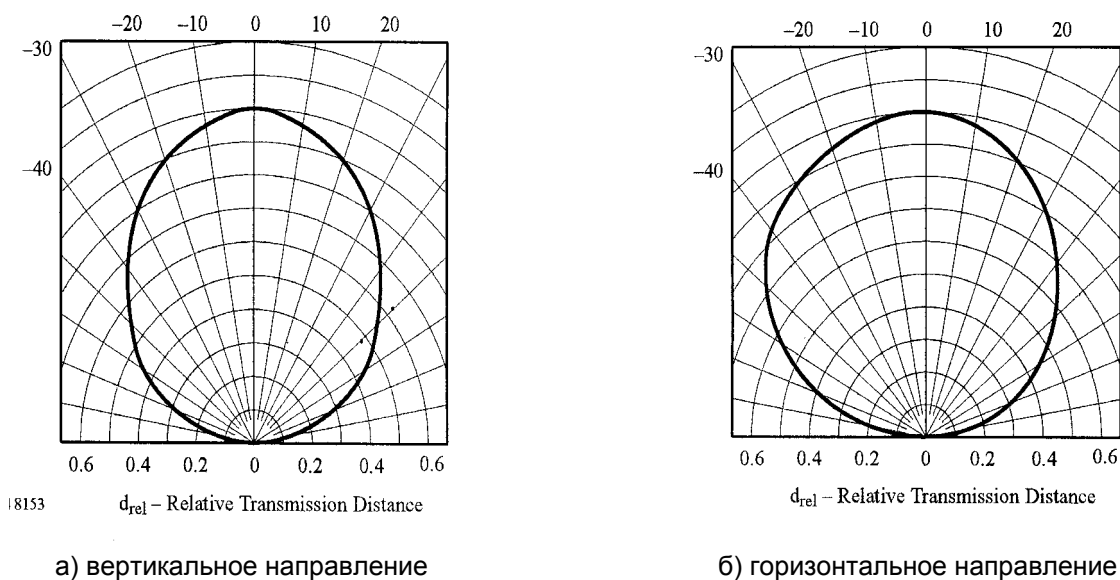 −20 −10 0 10 20
−30
−40
0.6 0.4 0.2 0 0.2 0.4 0.6
d_rel – Relative Transmission Distance
18153
а) вертикальное направление
−20 −10 0 10 20
−30
−40
0.6 0.4 0.2 0 0.2 0.4 0.6
d_rel – Relative Transmission Distance
б) горизонтальное направление